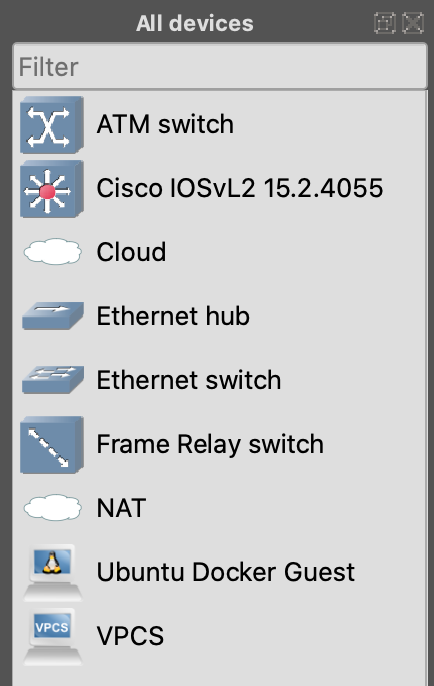 All devices
Filter
ATM switch
Cisco IOSvL2 15.2.4055
Cloud
Ethernet hub
Ethernet switch
Frame Relay switch
NAT
Ubuntu Docker Guest
VPCS
VPCS